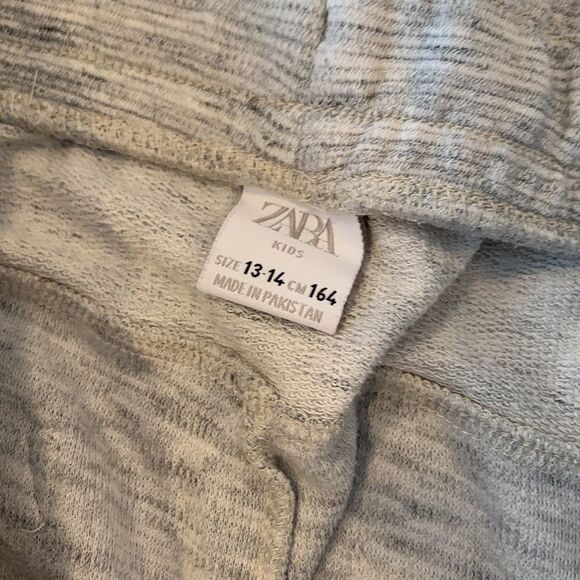 ZARA
KIDS
SIZE 13-14 CM 164
MADE IN PAKISTAN